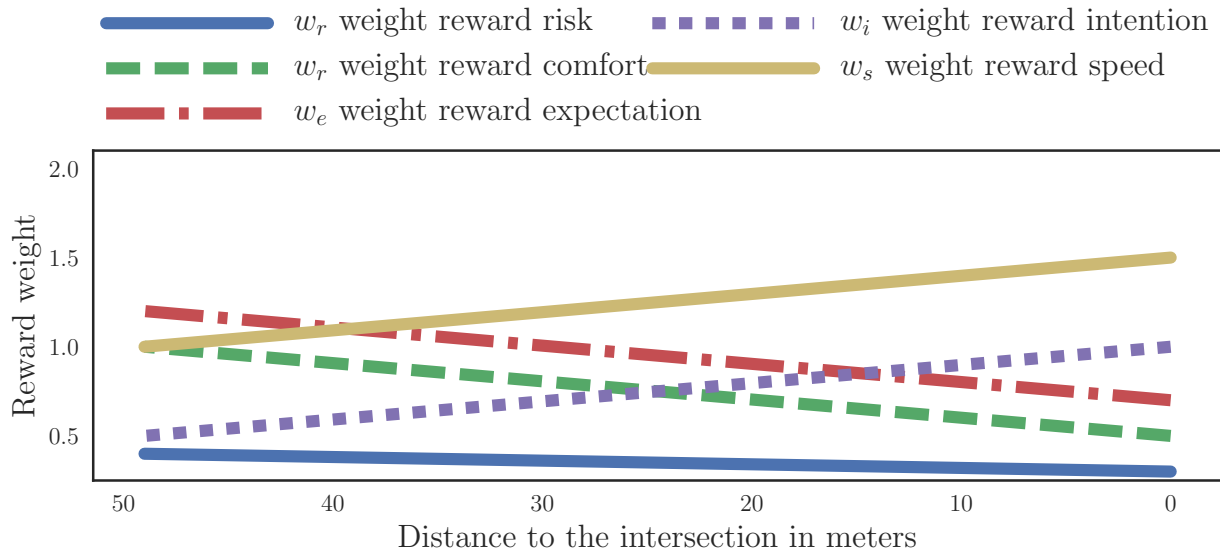 w_r weight reward risk
w_r weight reward comfort
w_e weight reward expectation
w_i weight reward intention
w_s weight reward speed
Reward weight
2.0
1.5
1.0
0.5
50 40 30 20 10 0
Distance to the intersection in meters